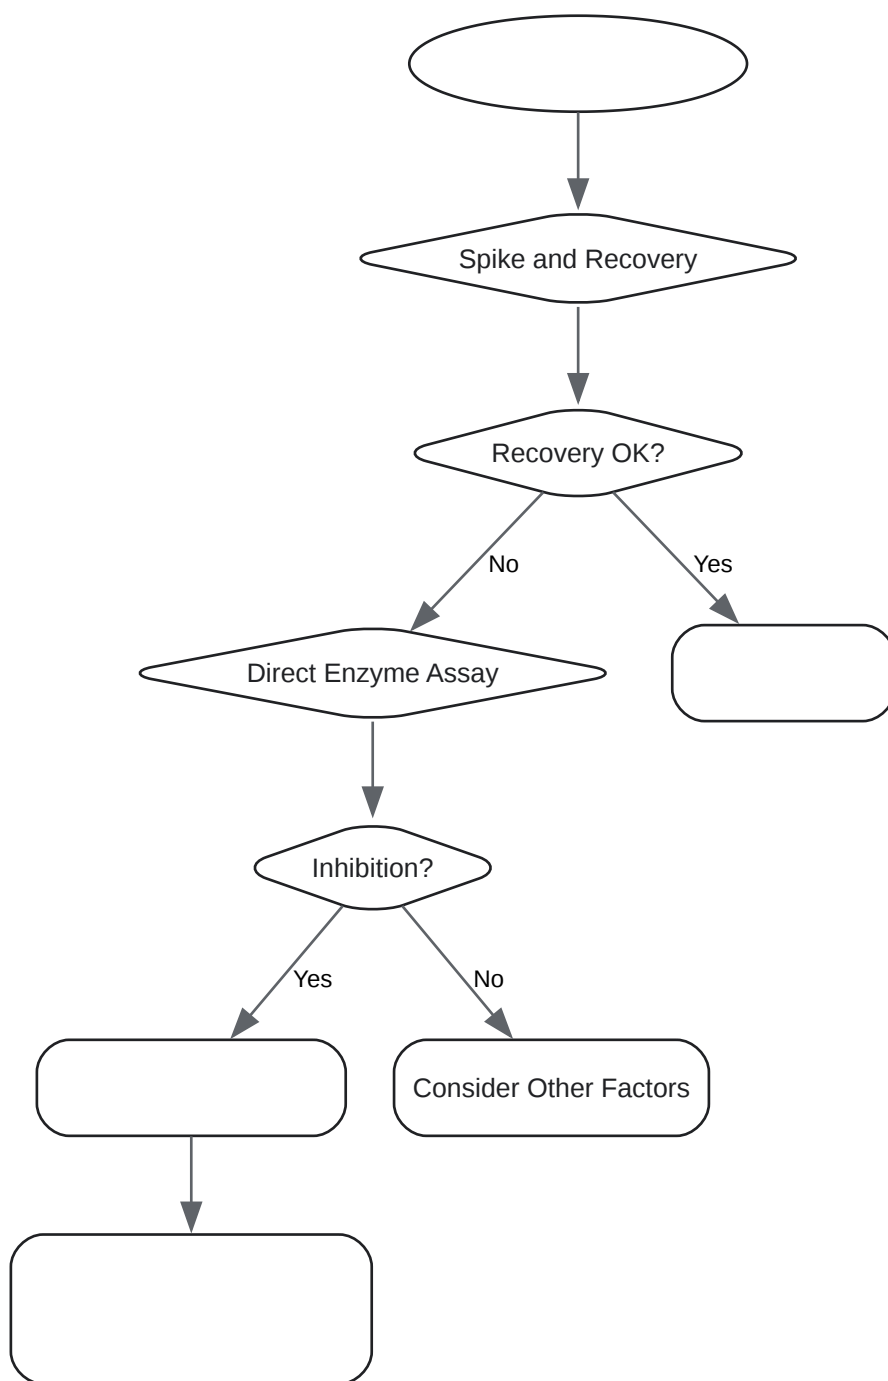 Spike and Recovery
Recovery OK?
No
Yes
Direct Enzyme Assay
Inhibition?
Yes
No
Consider Other Factors